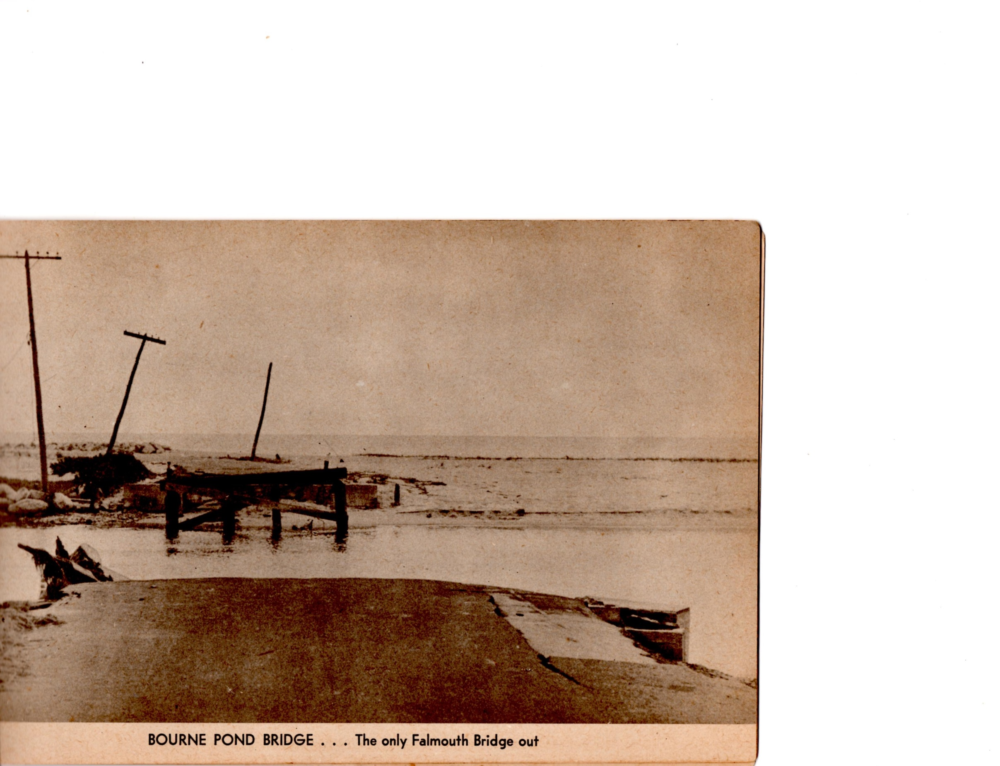 BOURNE POND BRIDGE . . . The only Falmouth Bridge out